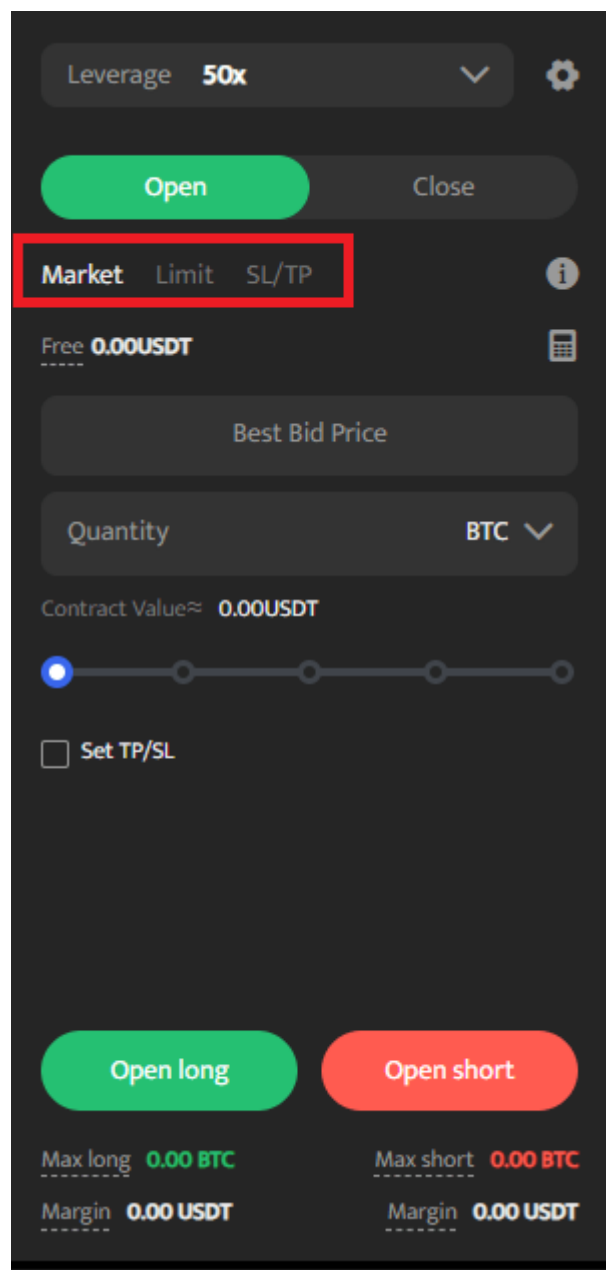 Leverage 50x
Open Close
Market Limit SL/TP
Free 0.00USDT
Best Bid Price
Quantity BTC
Contract Value≈ 0.00USDT
Set TP/SL
Open long Open short
Max long 0.00 BTC Max short 0.00 BTC
Margin 0.00 USDT Margin 0.00 USDT